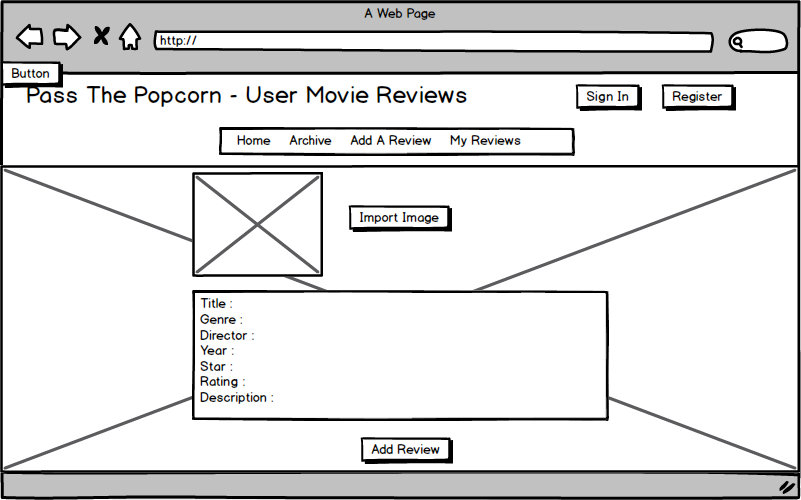 A Web Page
http://
Button
Pass The Popcorn - User Movie Reviews
Sign In
Register
Home Archive Add A Review My Reviews
Import Image
Title :
Genre :
Director :
Year :
Star :
Rating :
Description :
Add Review